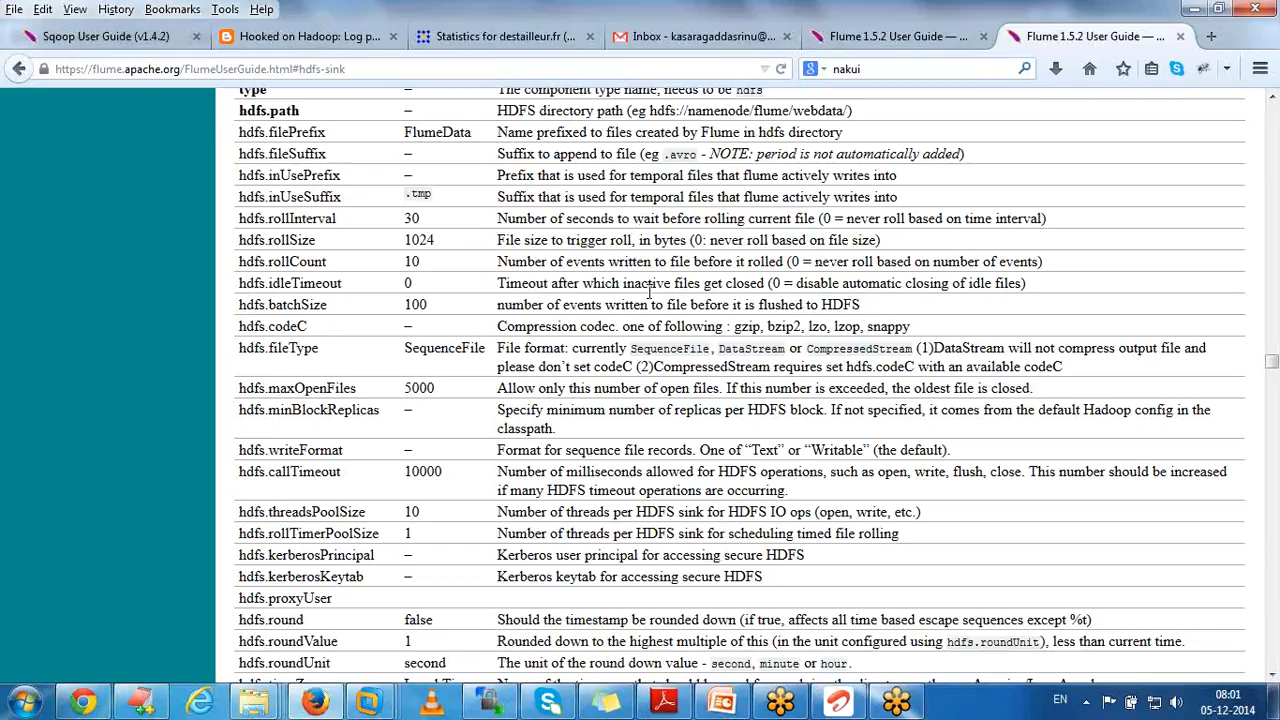 File Edit View History Bookmarks Tools Help
Sqoop User Guide (v1.4.2) Hooked on Hadoop: Log p... Statistics for destailleur.fr (... Inbox - kasaragaddasrinu@... Flume 1.5.2 User Guide — ... Flume 1.5.2 User Guide — ...
https://flume.apache.org/FlumeUserGuide.html#hdfs-sink nakui
type – The component type name, needs to be hdfs
hdfs.path – HDFS directory path (eg hdfs://namenode/flume/webdata/)
hdfs.filePrefix FlumeData Name prefixed to files created by Flume in hdfs directory
hdfs.fileSuffix – Suffix to append to file (eg .avro - NOTE: period is not automatically added)
hdfs.inUsePrefix – Prefix that is used for temporal files that flume actively writes into
hdfs.inUseSuffix .tmp Suffix that is used for temporal files that flume actively writes into
hdfs.rollInterval 30 Number of seconds to wait before rolling current file (0 = never roll based on time interval)
hdfs.rollSize 1024 File size to trigger roll, in bytes (0: never roll based on file size)
hdfs.rollCount 10 Number of events written to file before it rolled (0 = never roll based on number of events)
hdfs.idleTimeout 0 Timeout after which inactive files get closed (0 = disable automatic closing of idle files)
hdfs.batchSize 100 number of events written to file before it is flushed to HDFS
hdfs.codeC – Compression codec. one of following : gzip, bzip2, lzo, lzop, snappy
hdfs.fileType SequenceFile File format: currently SequenceFile, DataStream or CompressedStream (1)DataStream will not compress output file and
please don't set codeC (2)CompressedStream requires set hdfs.codeC with an available codeC
hdfs.maxOpenFiles 5000 Allow only this number of open files. If this number is exceeded, the oldest file is closed.
hdfs.minBlockReplicas – Specify minimum number of replicas per HDFS block. If not specified, it comes from the default Hadoop config in the
classpath.
hdfs.writeFormat – Format for sequence file records. One of “Text” or “Writable” (the default).
hdfs.callTimeout 10000 Number of milliseconds allowed for HDFS operations, such as open, write, flush, close. This number should be increased
if many HDFS timeout operations are occurring.
hdfs.threadsPoolSize 10 Number of threads per HDFS sink for HDFS IO ops (open, write, etc.)
hdfs.rollTimerPoolSize 1 Number of threads per HDFS sink for scheduling timed file rolling
hdfs.kerberosPrincipal – Kerberos user principal for accessing secure HDFS
hdfs.kerberosKeytab – Kerberos keytab for accessing secure HDFS
hdfs.proxyUser
hdfs.round false Should the timestamp be rounded down (if true, affects all time based escape sequences except %t)
hdfs.roundValue 1 Rounded down to the highest multiple of this (in the unit configured using hdfs.roundUnit), less than current time.
hdfs.roundUnit second The unit of the round down value - second, minute or hour.
EN 08:01
05-12-2014